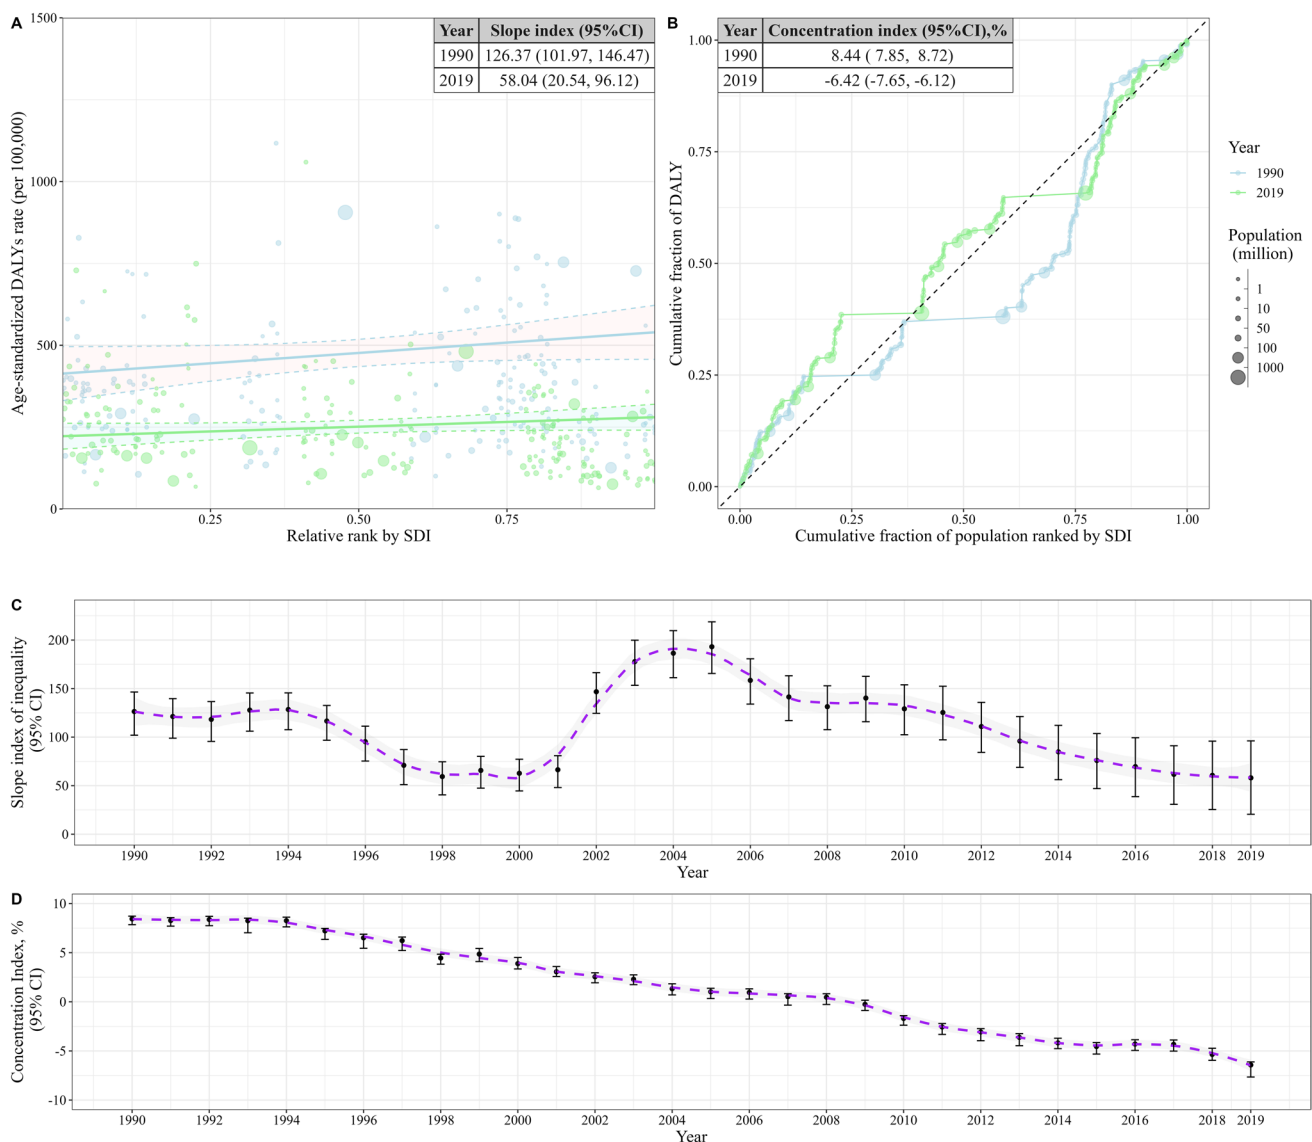 A
Year Slope index (95%CI)
1990 126.37 (101.97, 146.47)
2019 58.04 (20.54, 96.12)
1500
1000
500
0
Age-standardized DALYs rate (per 100,000)
0.25 0.50 0.75
Relative rank by SDI
B
Year Concentration index (95%CI),%
1990 8.44 ( 7.85, 8.72)
2019 -6.42 (-7.65, -6.12)
1.00
0.75
0.50
0.25
0.00
Cumulative fraction of DALY
0.00 0.25 0.50 0.75 1.00
Cumulative fraction of population ranked by SDI
Year
1990
2019
Population
(million)
1
10
50
100
1000
C
200
150
100
50
0
Slope index of inequality
(95% CI)
1990 1992 1994 1996 1998 2000 2002 2004 2006 2008 2010 2012 2014 2016 2018 2019
Year
D
10
5
0
-5
-10
Concentration Index, %
(95% CI)
1990 1992 1994 1996 1998 2000 2002 2004 2006 2008 2010 2012 2014 2016 2018 2019
Year